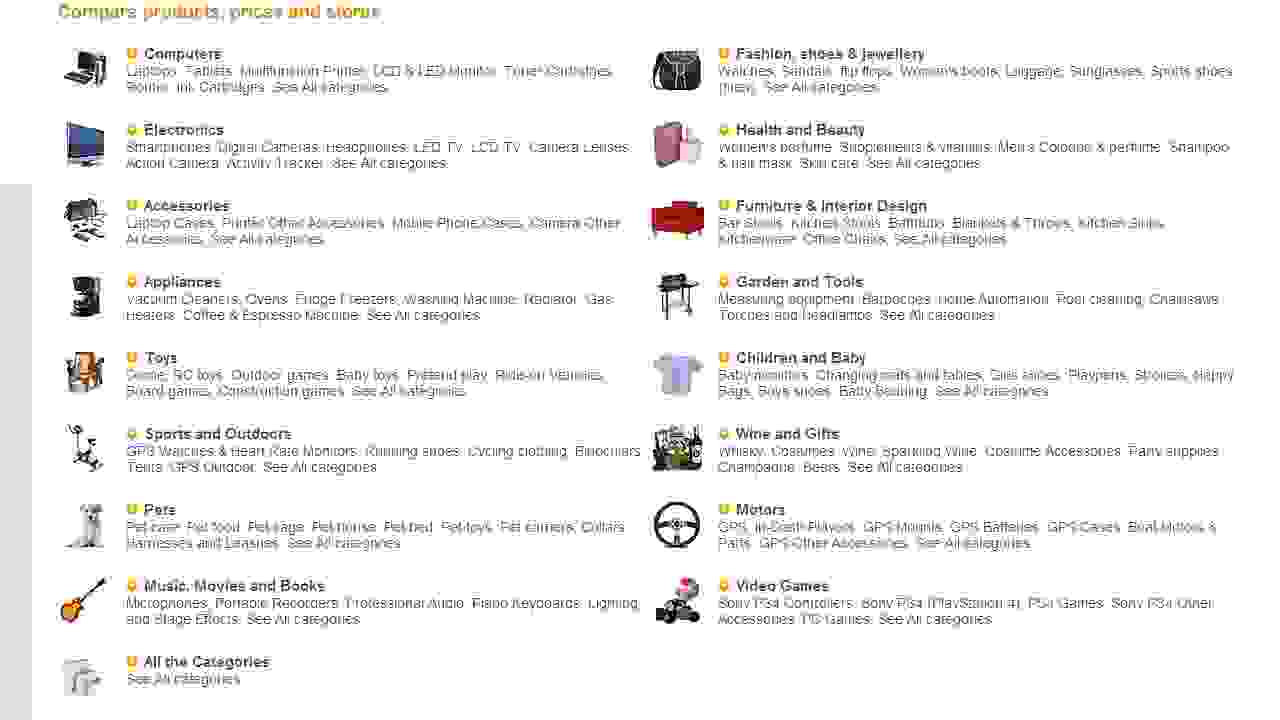 Compare products, prices and stores
Computers
Laptops, Tablets, Multifunction Printer, LCD & LED Monitor, Toner Cartridges,
Router, Ink Cartridges, See All categories
Electronics
Smartphones, Digital Cameras, Headphones, LED TV, LCD TV, Camera Lenses,
Action Camera, Activity Tracker, See All categories
Accessories
Laptop Cases, Printer Other Accessories, Mobile Phone Cases, Camera Other
Accessories, See All categories
Appliances
Vacuum Cleaners, Ovens, Fridge Freezers, Washing Machine, Radiator, Gas
Heaters, Coffee & Espresso Machine, See All categories
Toys
RC toys, Outdoor games, Baby toys, Pretend play, Ride-on Vehicles,
Board games, Construction games, See All categories
Sports and Outdoors
GPS Watches & Heart Rate Monitors, Running shoes, Cycling clothing, Binoculars,
Tents, GPS Outdoor, See All categories
Pets
Pet care, Pet food, Pet cage, Pet house, Pet bed, Pet toys, Pet carriers, Collars,
Harnesses and Leashes, See All categories
Music, Movies and Books
Microphones, Portable Recorders, Professional Audio, Piano Keyboards, Lighting
and Stage Effects, See All categories
All the Categories
See All categories
Fashion, shoes & jewellery
Watches, Sandals, flip flops, Women's boots, Luggage, Sunglasses, Sports shoes
(men), See All categories
Health and Beauty
Women's perfume, Supplements & vitamins, Men's Cologne & perfume, Shampoo
& hair mask, Skin care, See All categories
Furniture & Interior Design
Bar Stools, Kitchen Stools, Bathtubs, Blankets & Throws, Kitchen Sinks,
Kitchenware, Office Chairs, See All categories
Garden and Tools
Measuring equipment, Barbecues, Home Automation, Pool cleaning, Chainsaws,
Torches and headlamps, See All categories
Children and Baby
Baby monitors, Changing mats and tables, Girls shoes, Playpens, Strollers, Nappy
Bags, Boys shoes, Baby Bedding, See All categories
Wine and Gifts
Whisky, Costumes, Wine, Sparkling Wine, Costume Accessories, Party supplies,
Champagne, Beers, See All categories
Motors
GPS, In-Dash Players, GPS Mounts, GPS Batteries, GPS Cases, Boat Motors &
Parts, GPS Other Accessories, See All categories
Video Games
Sony PS4 Controllers, Sony PS4 (PlayStation 4), PS4 Games, Sony PS4 Other
Accessories, PC Games, See All categories